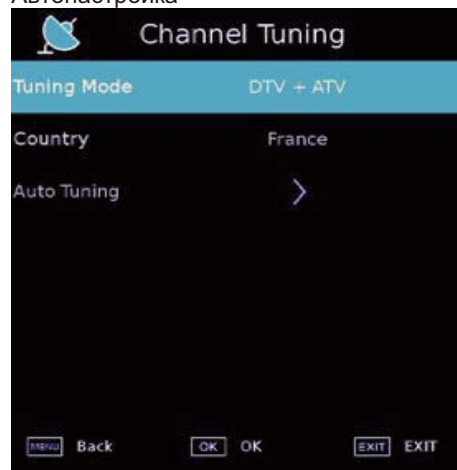 Автонастройка
Channel Tuning
Tuning Mode DTV + ATV
Country France
Auto Tuning >
MENU Back OK OK EXIT EXIT